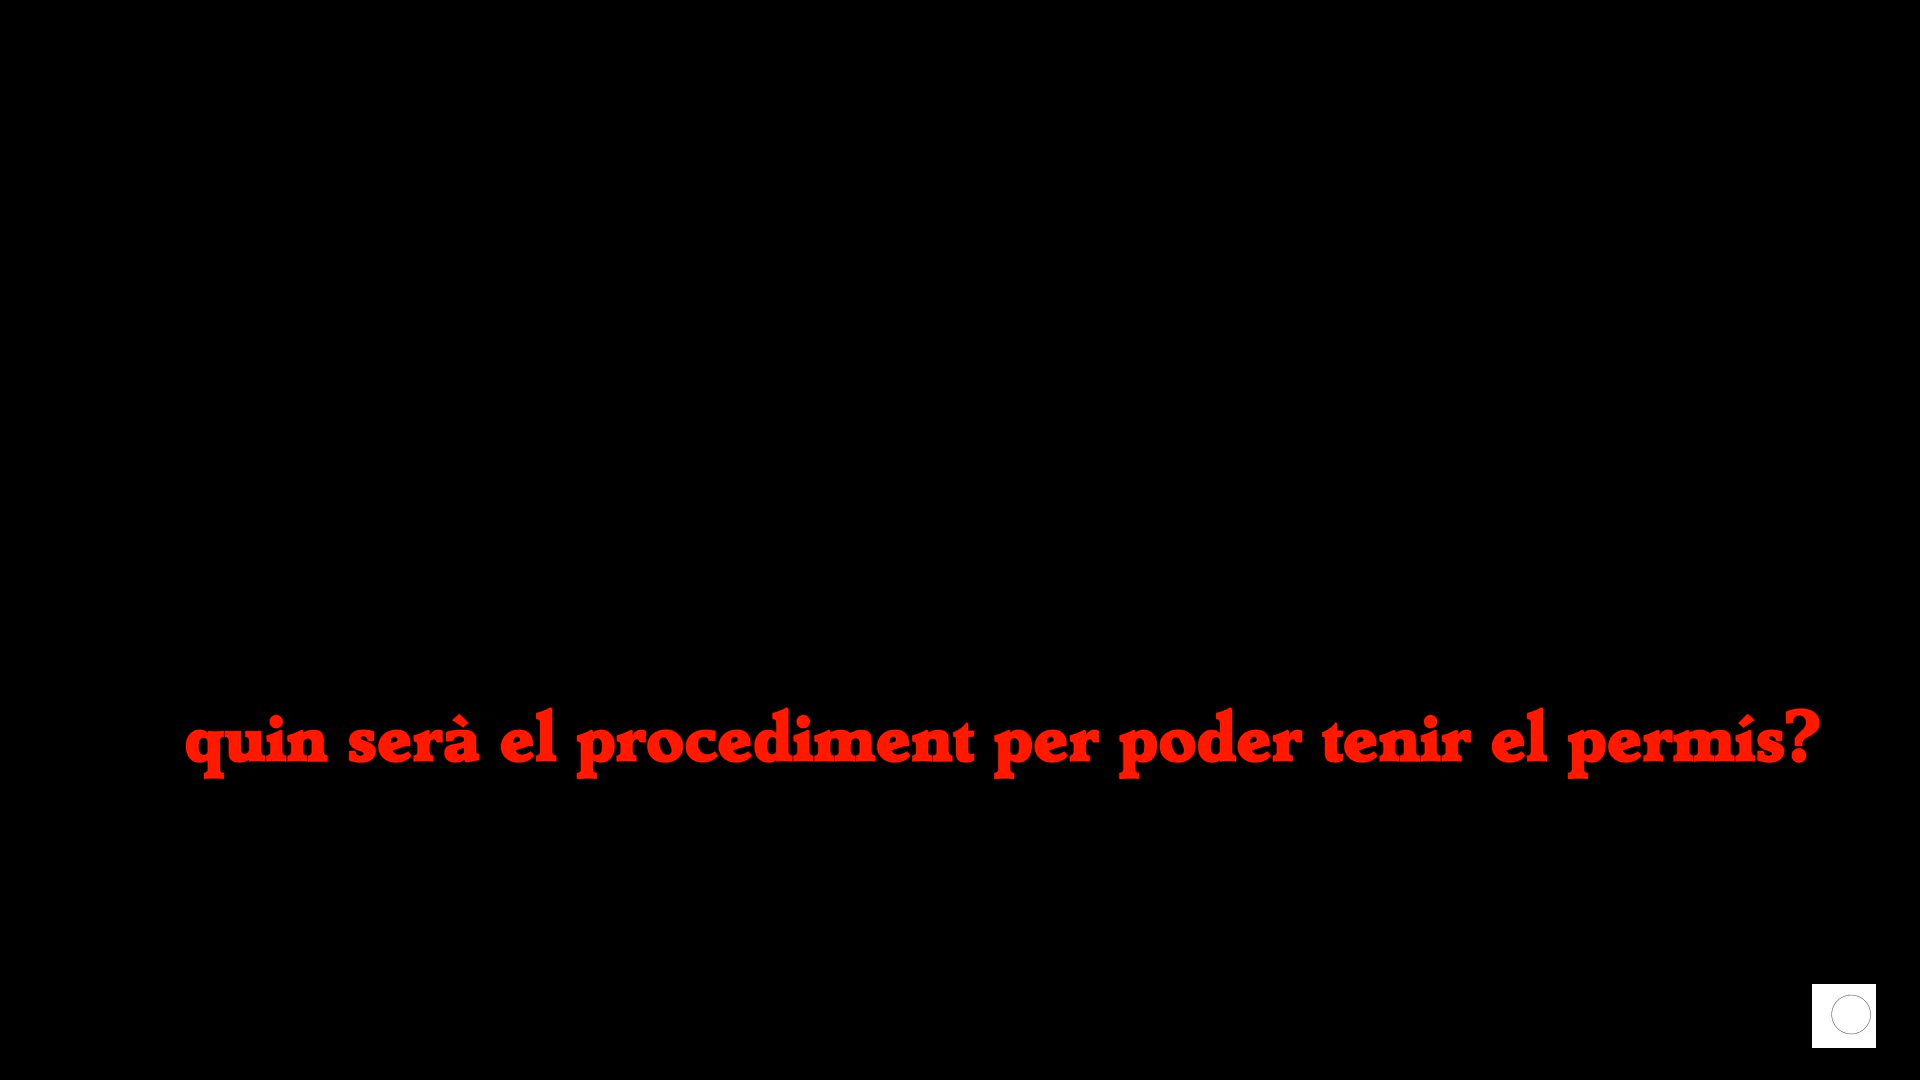 quin serà el procediment per poder tenir el permís?